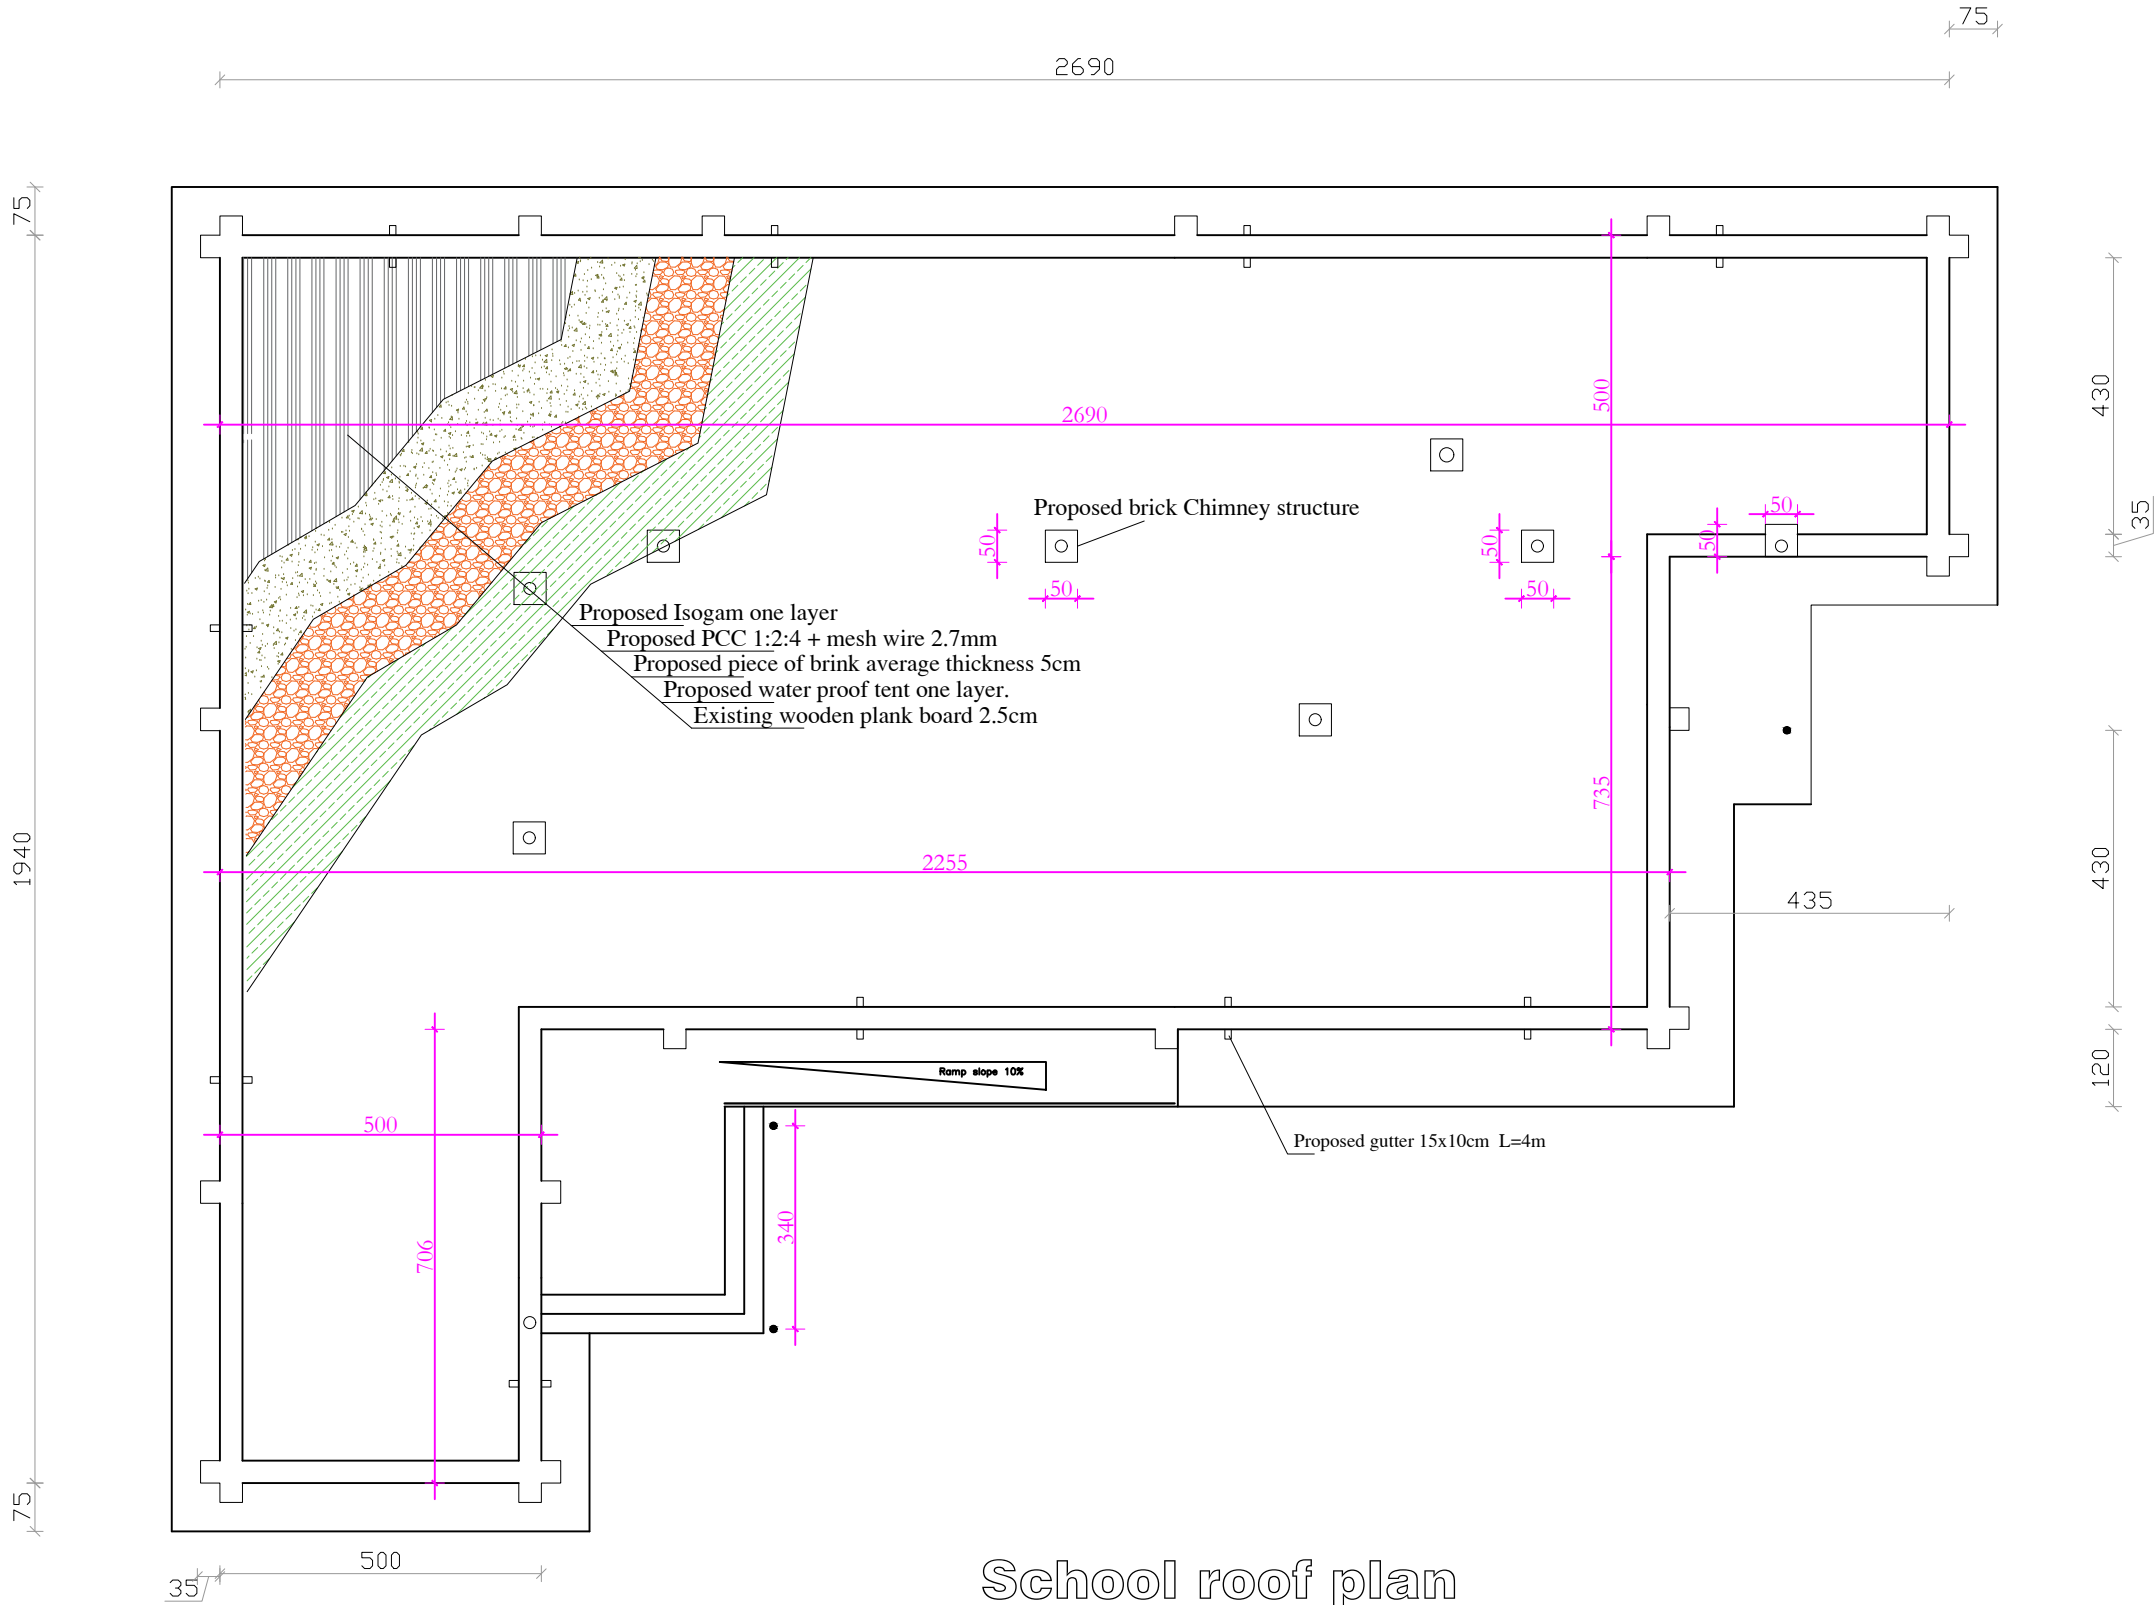 75
2690
75
500
430
2690
Proposed brick Chimney structure
50
50
50
50
50
35
50
50
Proposed Isogam one layer
Proposed PCC 1:2:4 + mesh wire 2.7mm
Proposed piece of brink average thickness 5cm
Proposed water proof tent one layer.
Existing wooden plank board 2.5cm
735
1940
2255
430
435
Ramp slope 10%
120
500
Proposed gutter 15x10cm L=4m
706
340
75
500
35
School roof plan